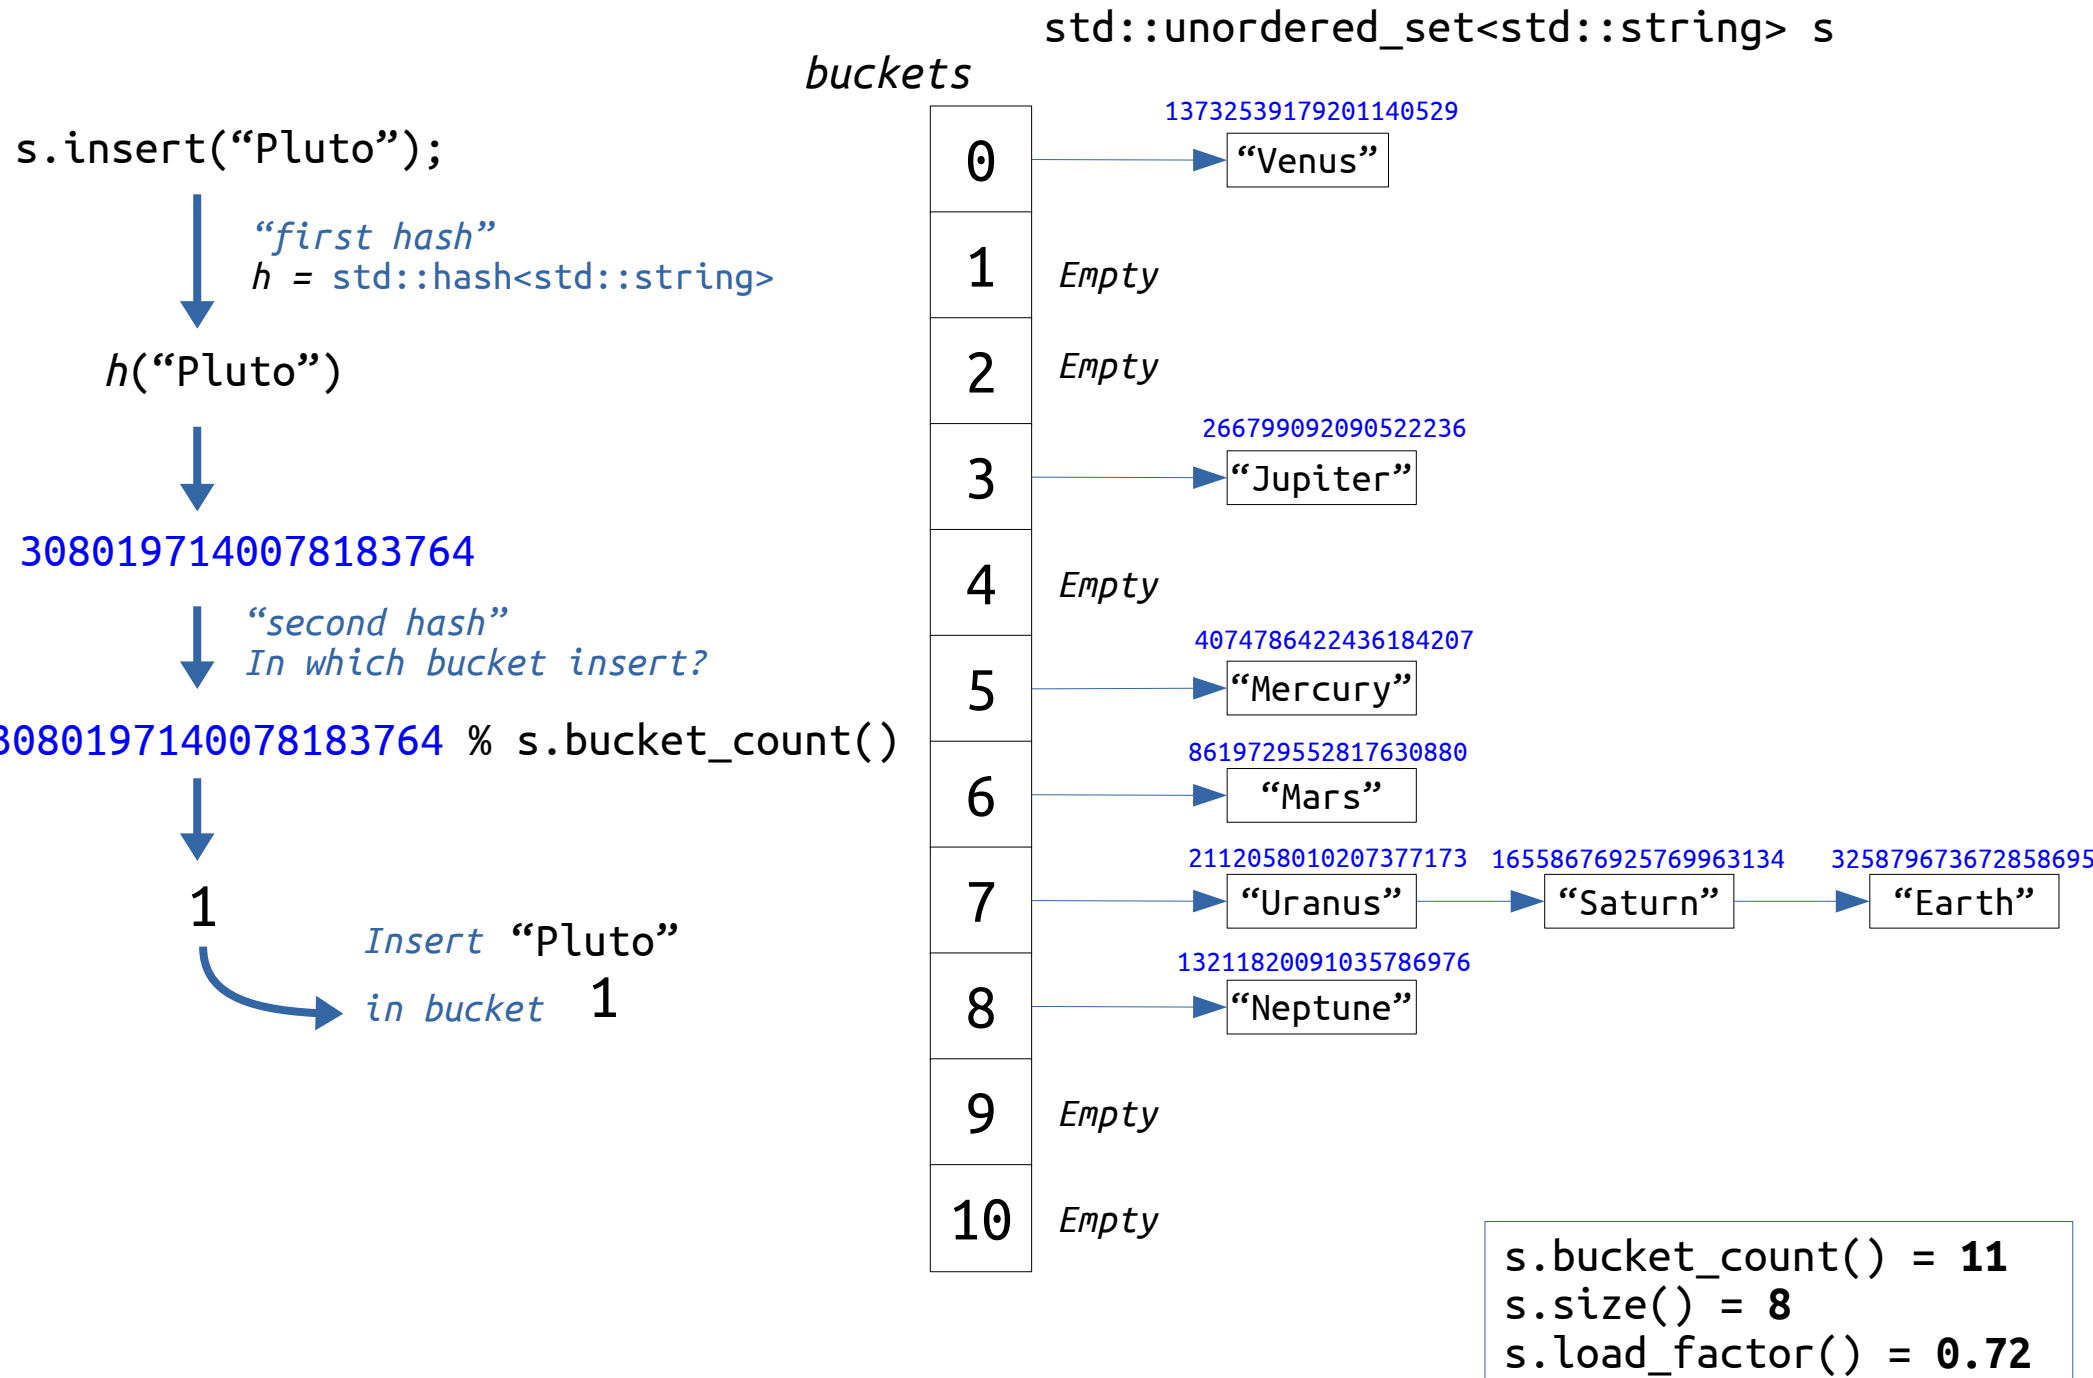 std::unordered_set<std::string> s
buckets
s.insert(“Pluto”);
“first hash”
h = std::hash<std::string>
h(“Pluto”)
3080197140078183764
“second hash”
In which bucket insert?
3080197140078183764 % s.bucket_count()
1
Insert “Pluto”
in bucket 1
0
13732539179201140529
“Venus”
1
Empty
2
Empty
3
266799092090522236
“Jupiter”
4
Empty
5
4074786422436184207
“Mercury”
6
8619729552817630880
“Mars”
7
2112058010207377173 16558676925769963134 325879673672858695
“Uranus” “Saturn” “Earth”
8
13211820091035786976
“Neptune”
9
Empty
10
Empty
s.bucket_count() = 11
s.size() = 8
s.load_factor() = 0.72